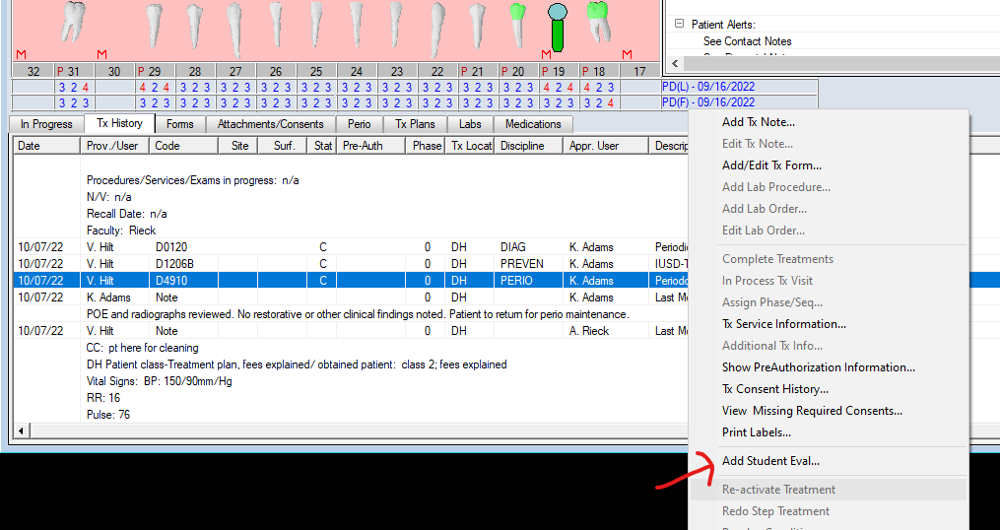 Patient Alerts:
See Contact Notes
M M M
32 P 31 30 P 29 28 27 26 25 24 23 22 P 21 P 20 P 19 P 18 17
3 2 4 4 2 4 3 2 3 3 2 3 3 2 3 3 2 3 3 2 3 3 2 3 3 2 3 3 2 3 3 2 3 4 2 4 4 2 3 PD(L) - 09/16/2022
3 2 3 3 2 3 3 2 3 3 2 3 3 2 3 3 2 3 3 2 3 3 2 3 3 2 3 3 2 3 3 2 3 3 2 3 3 2 4 PD(F) - 09/16/2022
In Progress Tx History Forms Attachments/Consents Perio Tx Plans Labs Medications
Date Prov./User Code Site Surf. Stat Pre-Auth Phase Tx Locat Discipline Appr. User Descrip
Procedures/Services/Exams in progress: n/a
N/V: n/a
Recall Date: n/a
Faculty: Rieck
10/07/22 V. Hilt D0120 C 0 DH DIAG K. Adams Periodi
10/07/22 V. Hilt D1206B C 0 DH PREVEN K. Adams IUSD-T
10/07/22 V. Hilt D4910 C 0 DH PERIO K. Adams Periodo
10/07/22 K. Adams Note 0 DH Last Mo
POE and radiographs reviewed. No restorative or other clinical findings noted. Patient to return for perio maintenance.
10/07/22 V. Hilt Note 0 DH A. Rieck Last Mo
CC: pt here for cleaning
DH Patient class-Treatment plan, fees explained/ obtained patient: class 2; fees explained
Vital Signs: BP: 150/90mm/Hg
RR: 16
Pulse: 76
Add Tx Note...
Edit Tx Note...
Add/Edit Tx Form...
Add Lab Procedure...
Add Lab Order...
Edit Lab Order...
Complete Treatments
In Process Tx Visit
Assign Phase/Seq...
Tx Service Information...
Additional Tx Info...
Show PreAuthorization Information...
Tx Consent History...
View Missing Required Consents...
Print Labels...
Add Student Eval...
Re-activate Treatment
Redo Step Treatment